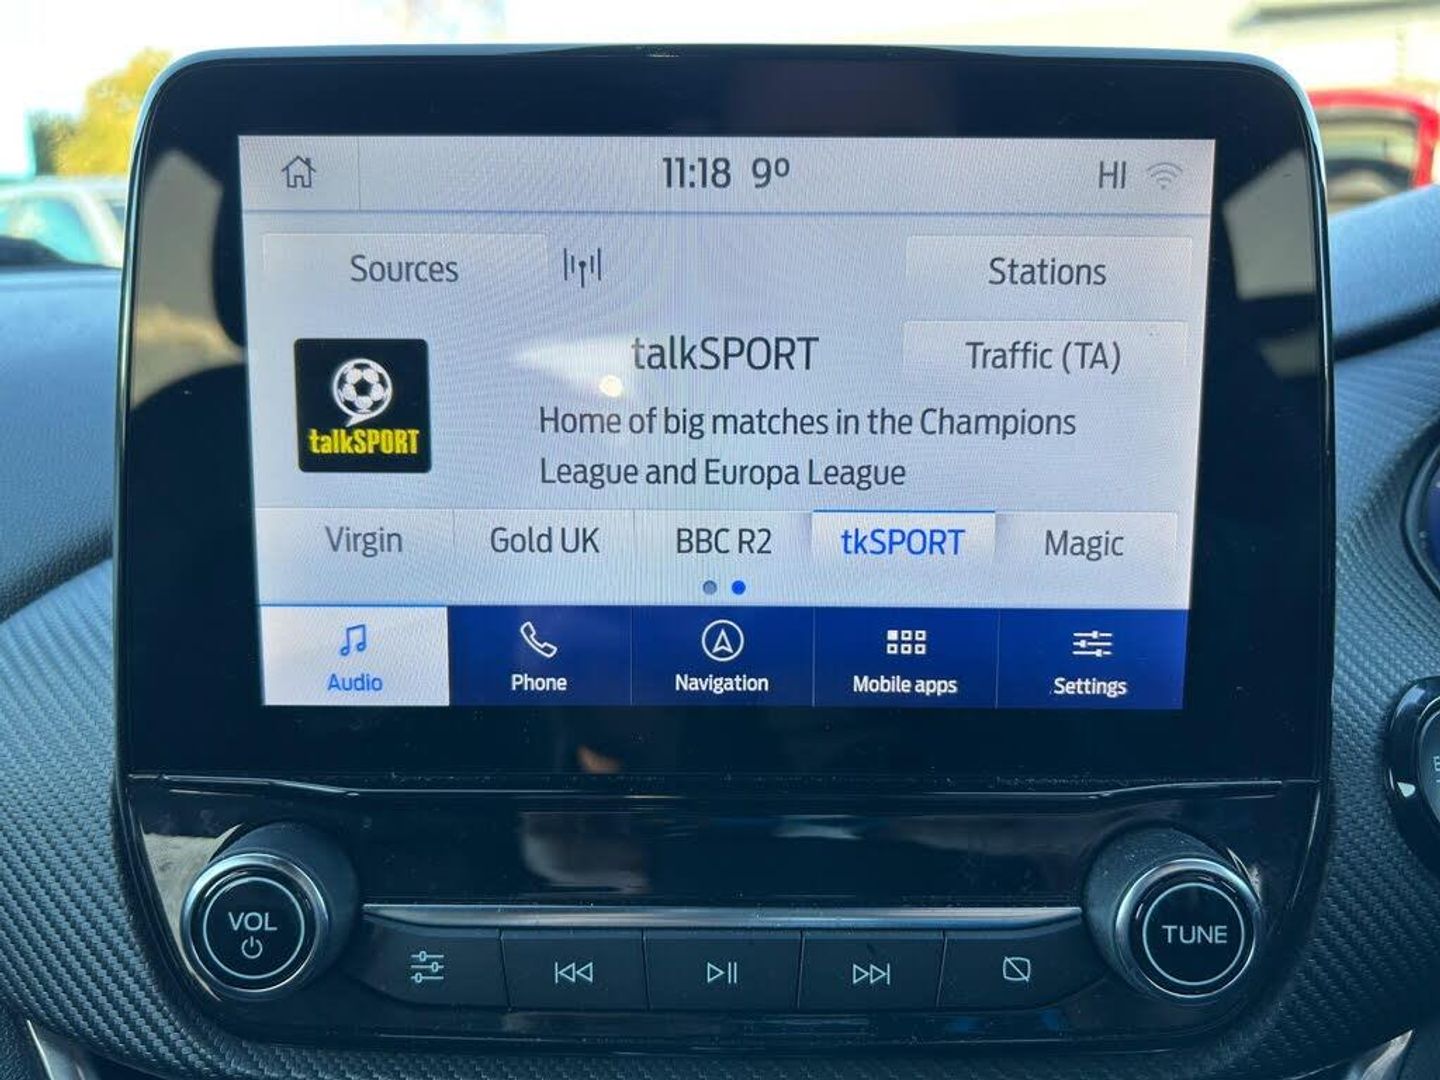 11:18 9º
HI
Sources
Stations
talkSPORT
Traffic (TA)
talkSPORT
Home of big matches in the Champions
League and Europa League
Virgin
Gold UK
BBC R2
tkSPORT
Magic
Audio
Phone
Navigation
Mobile apps
Settings
VOL
TUNE